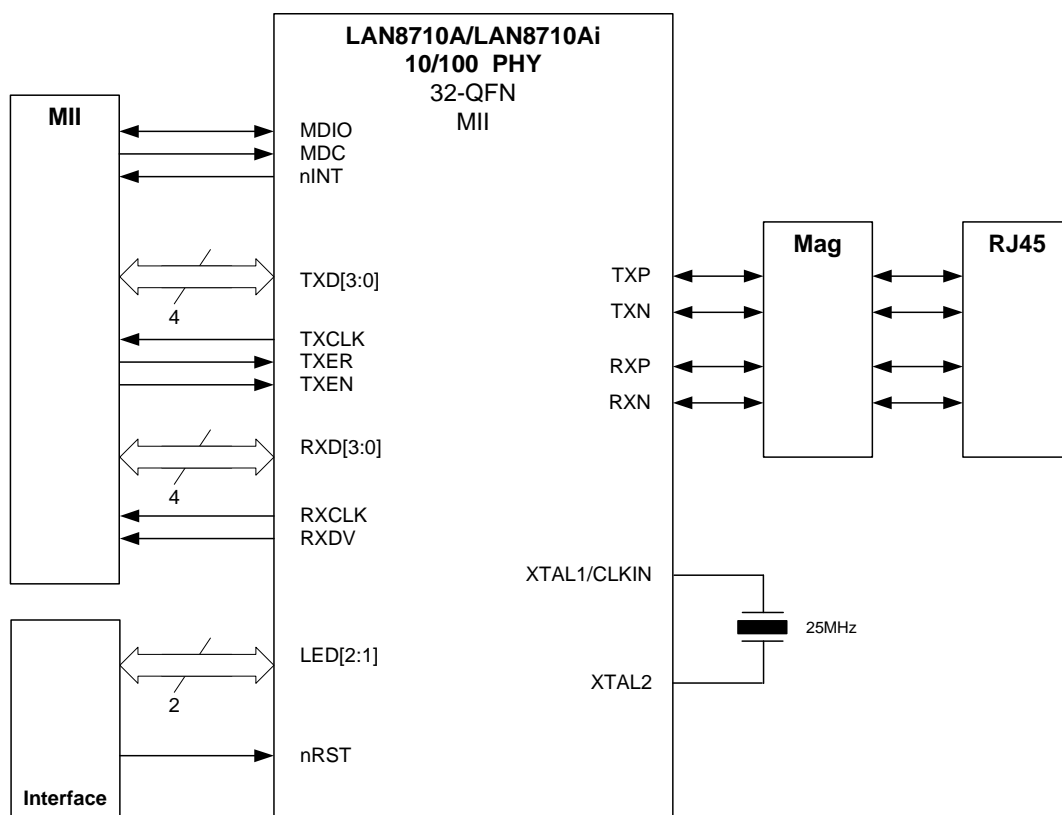 LAN8710A/LAN8710Ai
10/100 PHY
32-QFN
MII
MII
MDIO
MDC
nINT
TXD[3:0]
4
TXCLK
TXER
TXEN
RXD[3:0]
4
RXCLK
RXDV
LED[2:1]
2
nRST
Interface
TXP
TXN
RXP
RXN
Mag
RJ45
XTAL1/CLKIN
25MHz
XTAL2